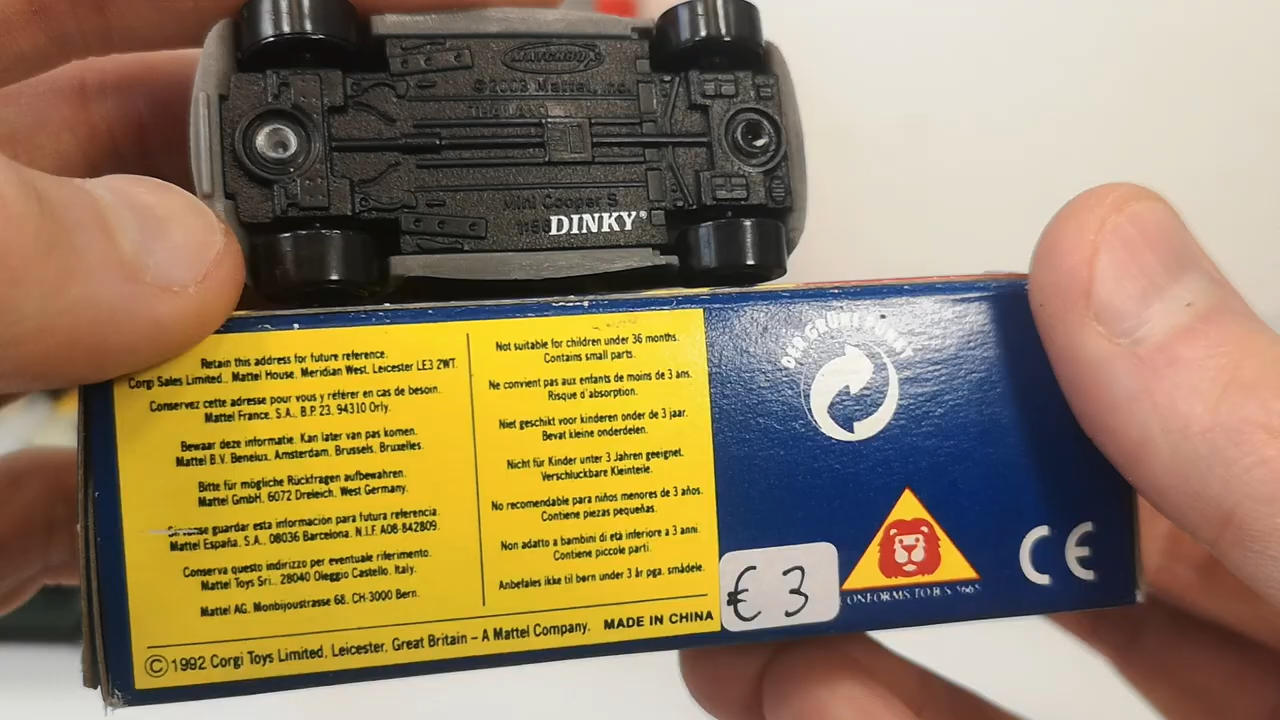 MATCHBOX
©2003 Mattel, Inc.
THAILAND
Mini Cooper S
DINKY®
Retain this address for future reference.
Corgi Sales Limited., Mattel House, Meridian West, Leicester LE3 2WT.
Conservez cette adresse pour vous y référer en cas de besoin.
Mattel France, S.A., B.P. 23, 94310 Orly.
Bewaar deze informatie. Kan later van pas komen.
Mattel B.V. Benelux, Amsterdam, Brussels, Bruxelles.
Bitte für mögliche Rückfragen aufbewahren.
Mattel GmbH, 6072 Dreieich, West Germany.
guardar esta información para futura referencia.
Mattel España, S.A., 08036 Barcelona. N.I.F. A08-842809.
Conserva questo indirizzo per eventuale riferimento.
Mattel Toys Sri., 28040 Oleggio Castello, Italy.
Mattel AG, Monbijoustrasse 68, CH-3000 Bern.
Not suitable for children under 36 months.
Contains small parts.
Ne convient pas aux enfants de moins de 3 ans.
Risque d'absorption.
Niet geschikt voor kinderen onder de 3 jaar.
Bevat kleine onderdelen.
Nicht für Kinder unter 3 Jahren geeignet.
Verschluckbare Kleinteile.
No recomendable para niños menores de 3 años.
Contiene piezas pequeñas.
Non adatto a bambini di età inferiore a 3 anni.
Contiene piccole parti.
Anbefales ikke til børn under 3 år pga. smådele.
©1992 Corgi Toys Limited, Leicester, Great Britain – A Mattel Company.
MADE IN CHINA
DER GRÜNE PUNKT
€ 3
CONFORMS TO B.S. 5665
CE